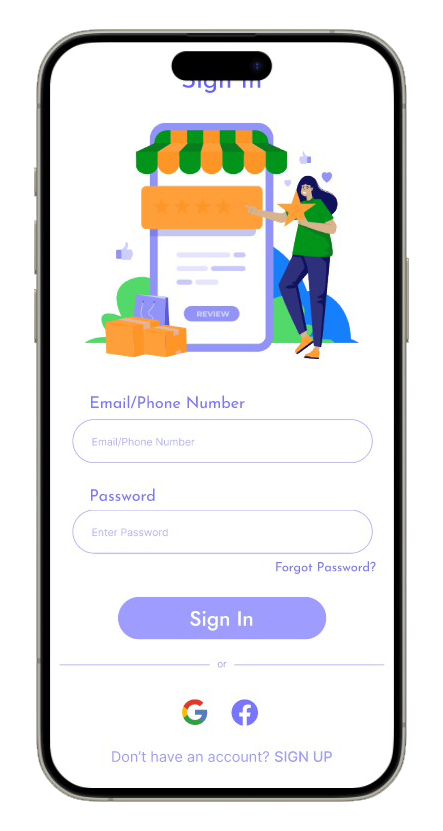 Sign In
REVIEW
Email/Phone Number
Email/Phone Number
Password
Enter Password
Forgot Password?
Sign In
or
Don't have an account? SIGN UP